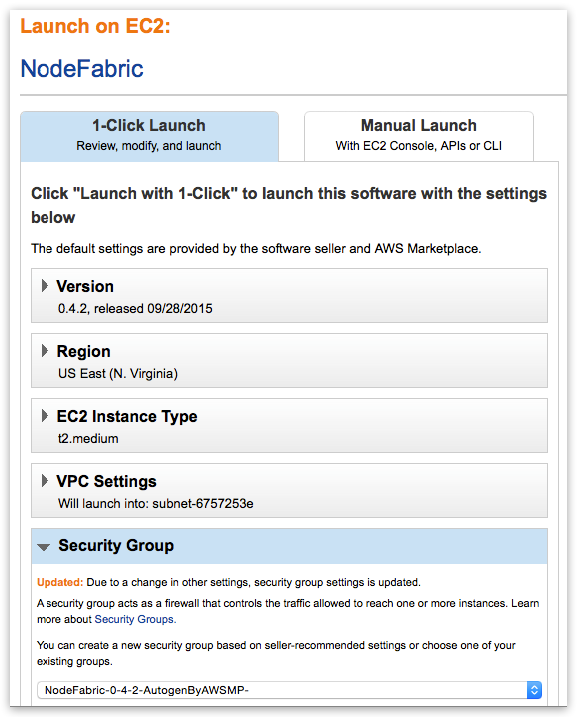 Launch on EC2:
NodeFabric
1-Click Launch
Review, modify, and launch
Manual Launch
With EC2 Console, APIs or CLI
Click "Launch with 1-Click" to launch this software with the settings
below
The default settings are provided by the software seller and AWS Marketplace.
Version
0.4.2, released 09/28/2015
Region
US East (N. Virginia)
EC2 Instance Type
t2.medium
VPC Settings
Will launch into: subnet-6757253e
Security Group
Updated: Due to a change in other settings, security group settings is updated.
A security group acts as a firewall that controls the traffic allowed to reach one or more instances. Learn
more about Security Groups.
You can create a new security group based on seller-recommended settings or choose one of your
existing groups.
NodeFabric-0-4-2-AutogenByAWSMP-